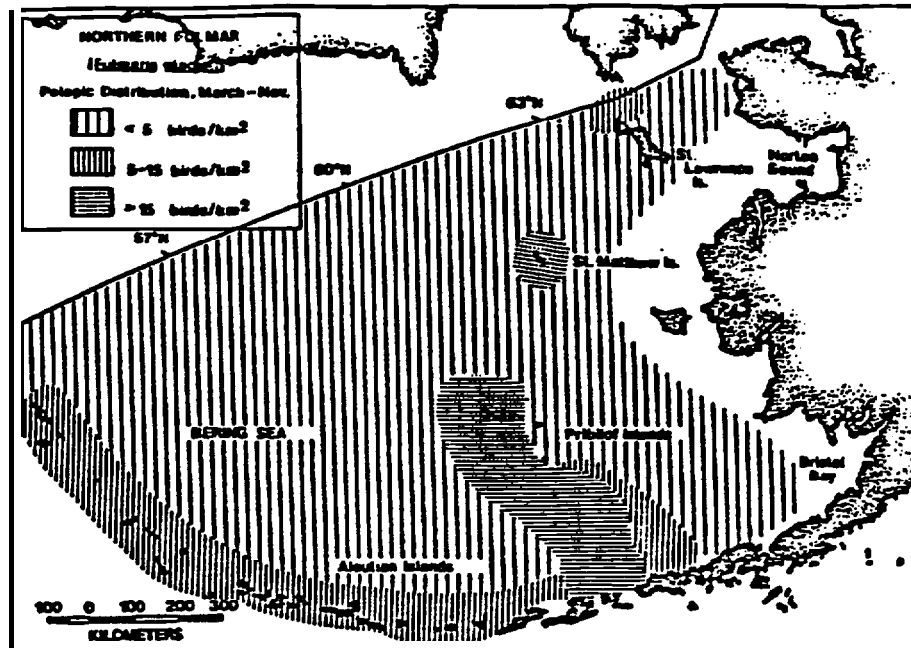 NORTHERN FULMAR
Pelagic Distribution, March-Nov.
< 5 birds/km²
5-15 birds/km²
> 15 birds/km²
63°N
60°N
57°N
St.
Lawrence
Is.
Norton
Sound
St. Matthew Is.
BERING SEA
Pribilof Islands
Bristol
Bay
Aleutian Islands
100 0 100 200 300
KILOMETERS